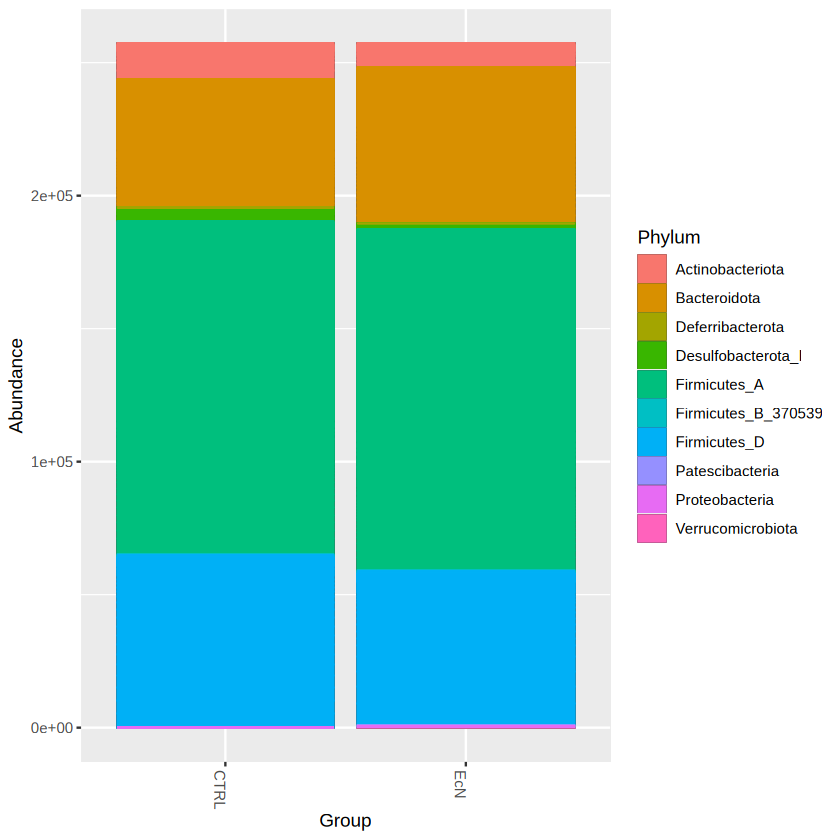 Abundance
2e+05
1e+05
0e+00
CTRL
EcN
Group
Phylum
Actinobacteriota
Bacteroidota
Deferribacterota
Desulfobacterota_I
Firmicutes_A
Firmicutes_B_370539
Firmicutes_D
Patescibacteria
Proteobacteria
Verrucomicrobiota